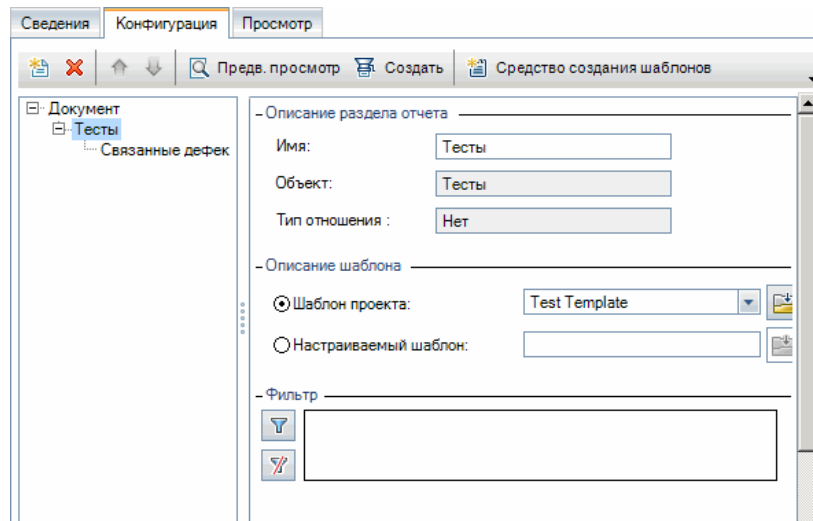 Сведения Конфигурация Просмотр
Предв. просмотр Создать Средство создания шаблонов
Документ
Тесты
Связанные дефек
Описание раздела отчета
Имя: Тесты
Объект: Тесты
Тип отношения : Нет
Описание шаблона
Шаблон проекта: Test Template
Настраиваемый шаблон:
Фильтр